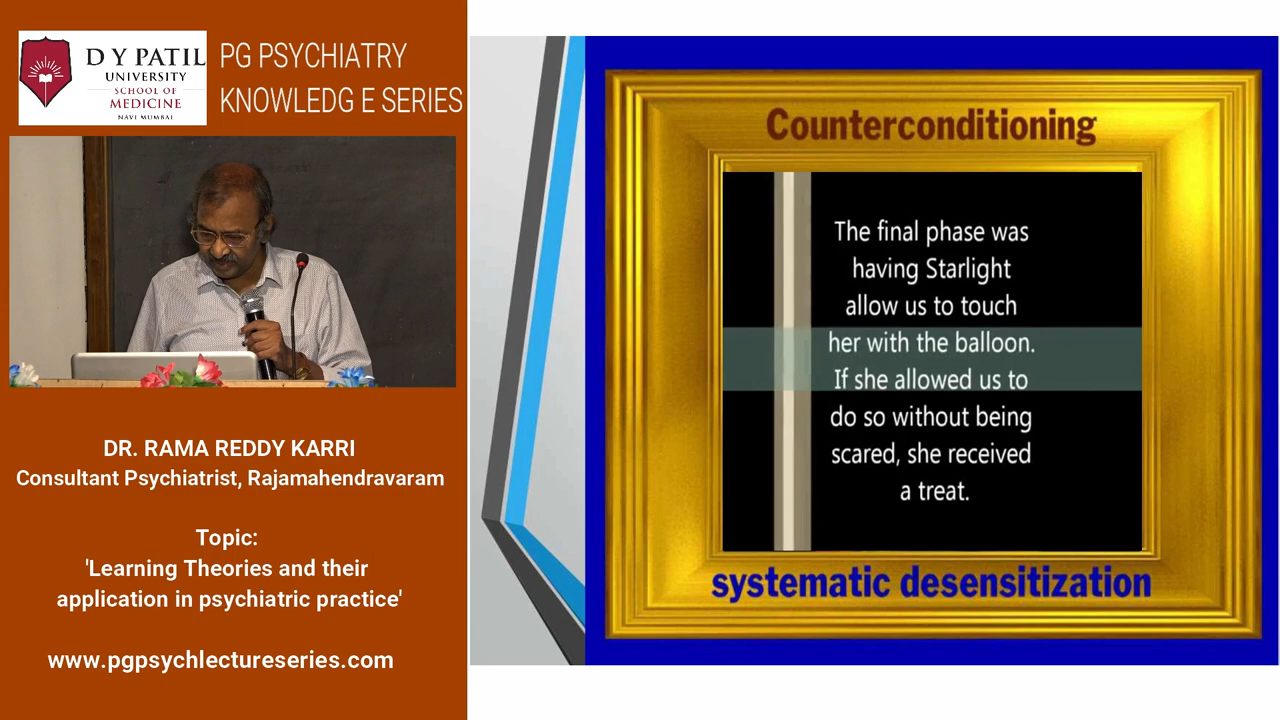 D Y PATIL
UNIVERSITY
SCHOOL OF
MEDICINE
NAVI MUMBAI
PG PSYCHIATRY
KNOWLEDG E SERIES
DR. RAMA REDDY KARRI
Consultant Psychiatrist, Rajamahendravaram
Topic:
'Learning Theories and their
application in psychiatric practice'
www.pgpsychlectureseries.com
Counterconditioning
The final phase was
having Starlight
allow us to touch
her with the balloon.
If she allowed us to
do so without being
scared, she received
a treat.
systematic desensitization